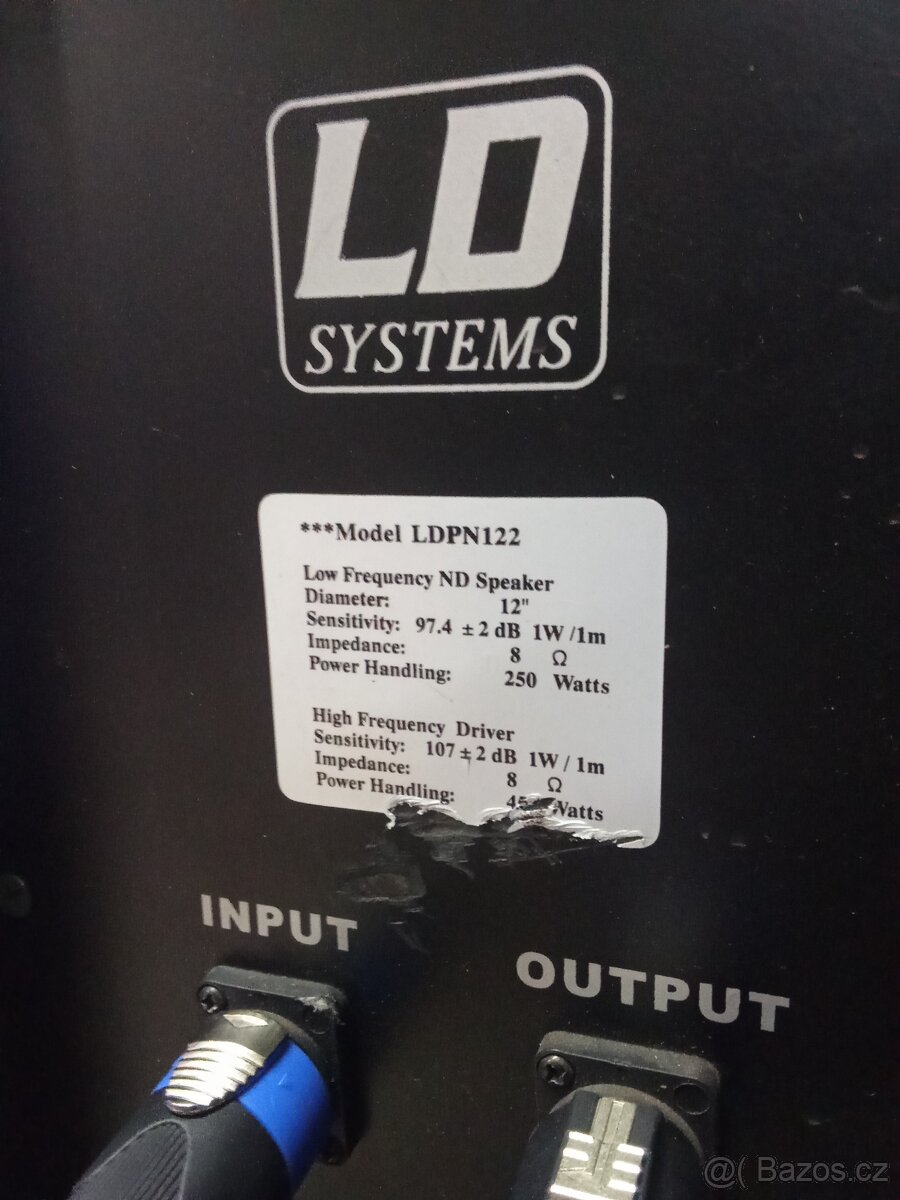 LD
SYSTEMS
***Model LDPN122
Low Frequency ND Speaker
Diameter: 12"
Sensitivity: 97.4 ±2 dB 1W /1m
Impedance: 8 Ω
Power Handling: 250 Watts
High Frequency Driver
Sensitivity: 107 ±2 dB 1W / 1m
Impedance: 8 Ω
Power Handling: Watts
INPUT
OUTPUT
@( Bazos.cz